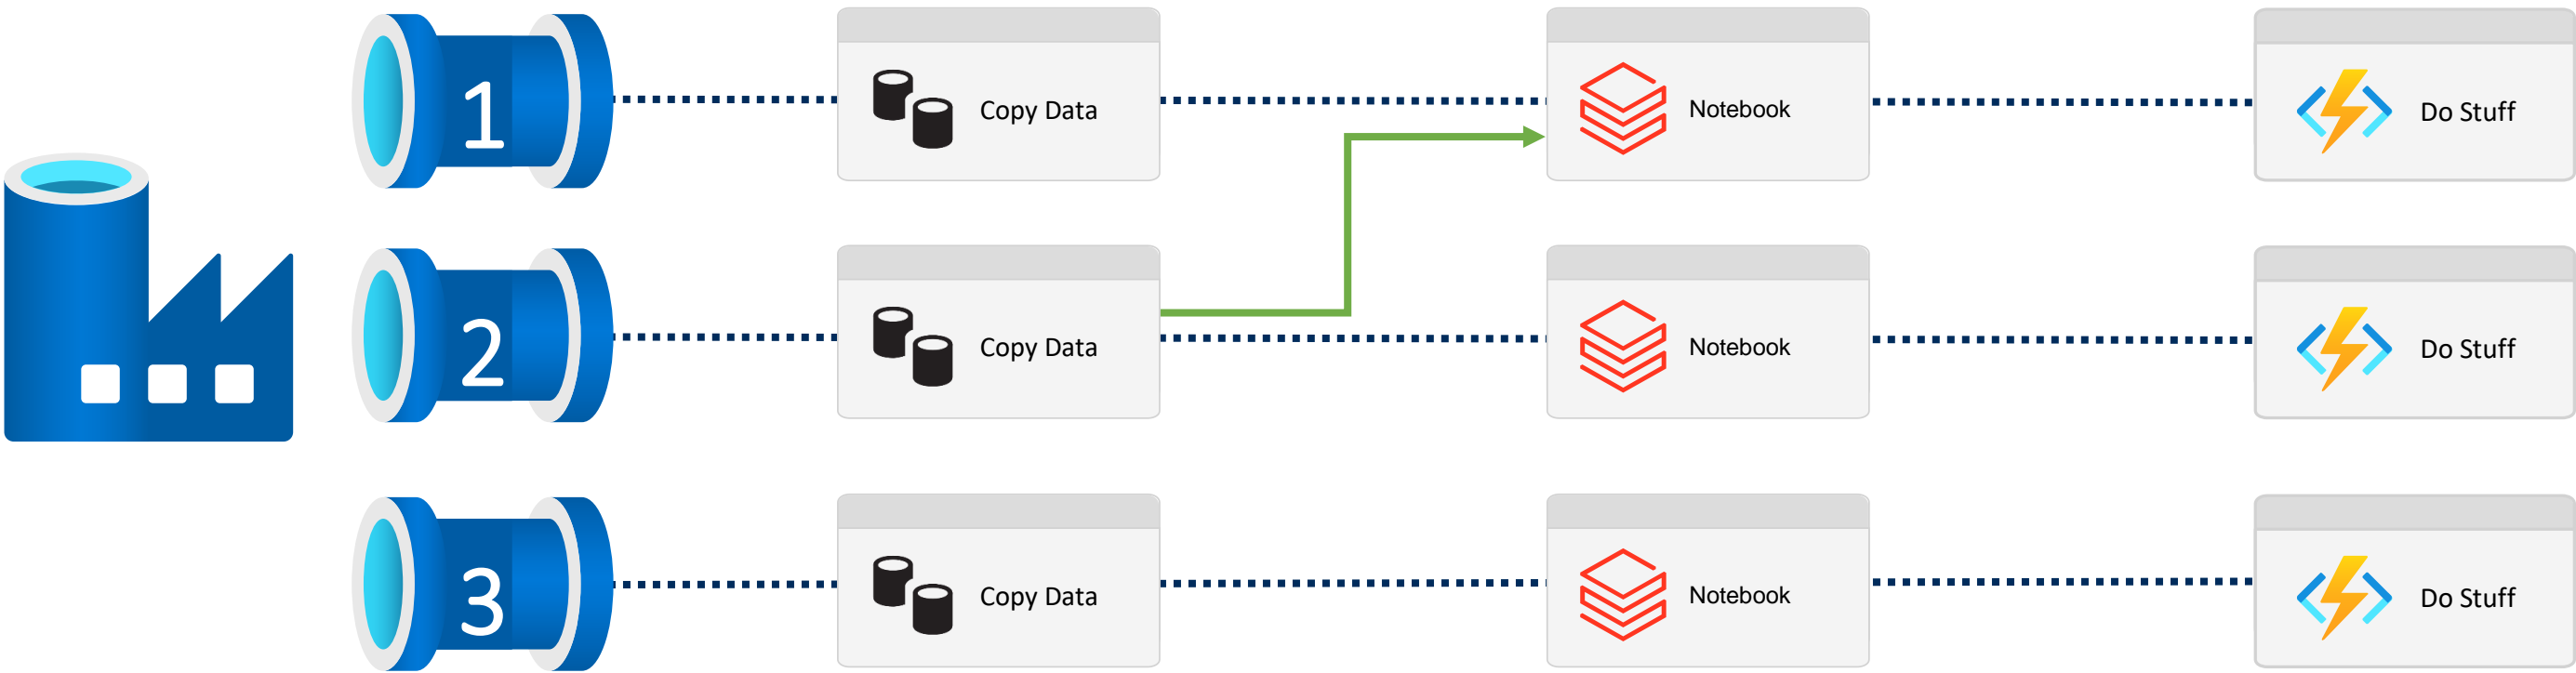 1
Copy Data
Notebook
Do Stuff
2
Copy Data
Notebook
Do Stuff
3
Copy Data
Notebook
Do Stuff